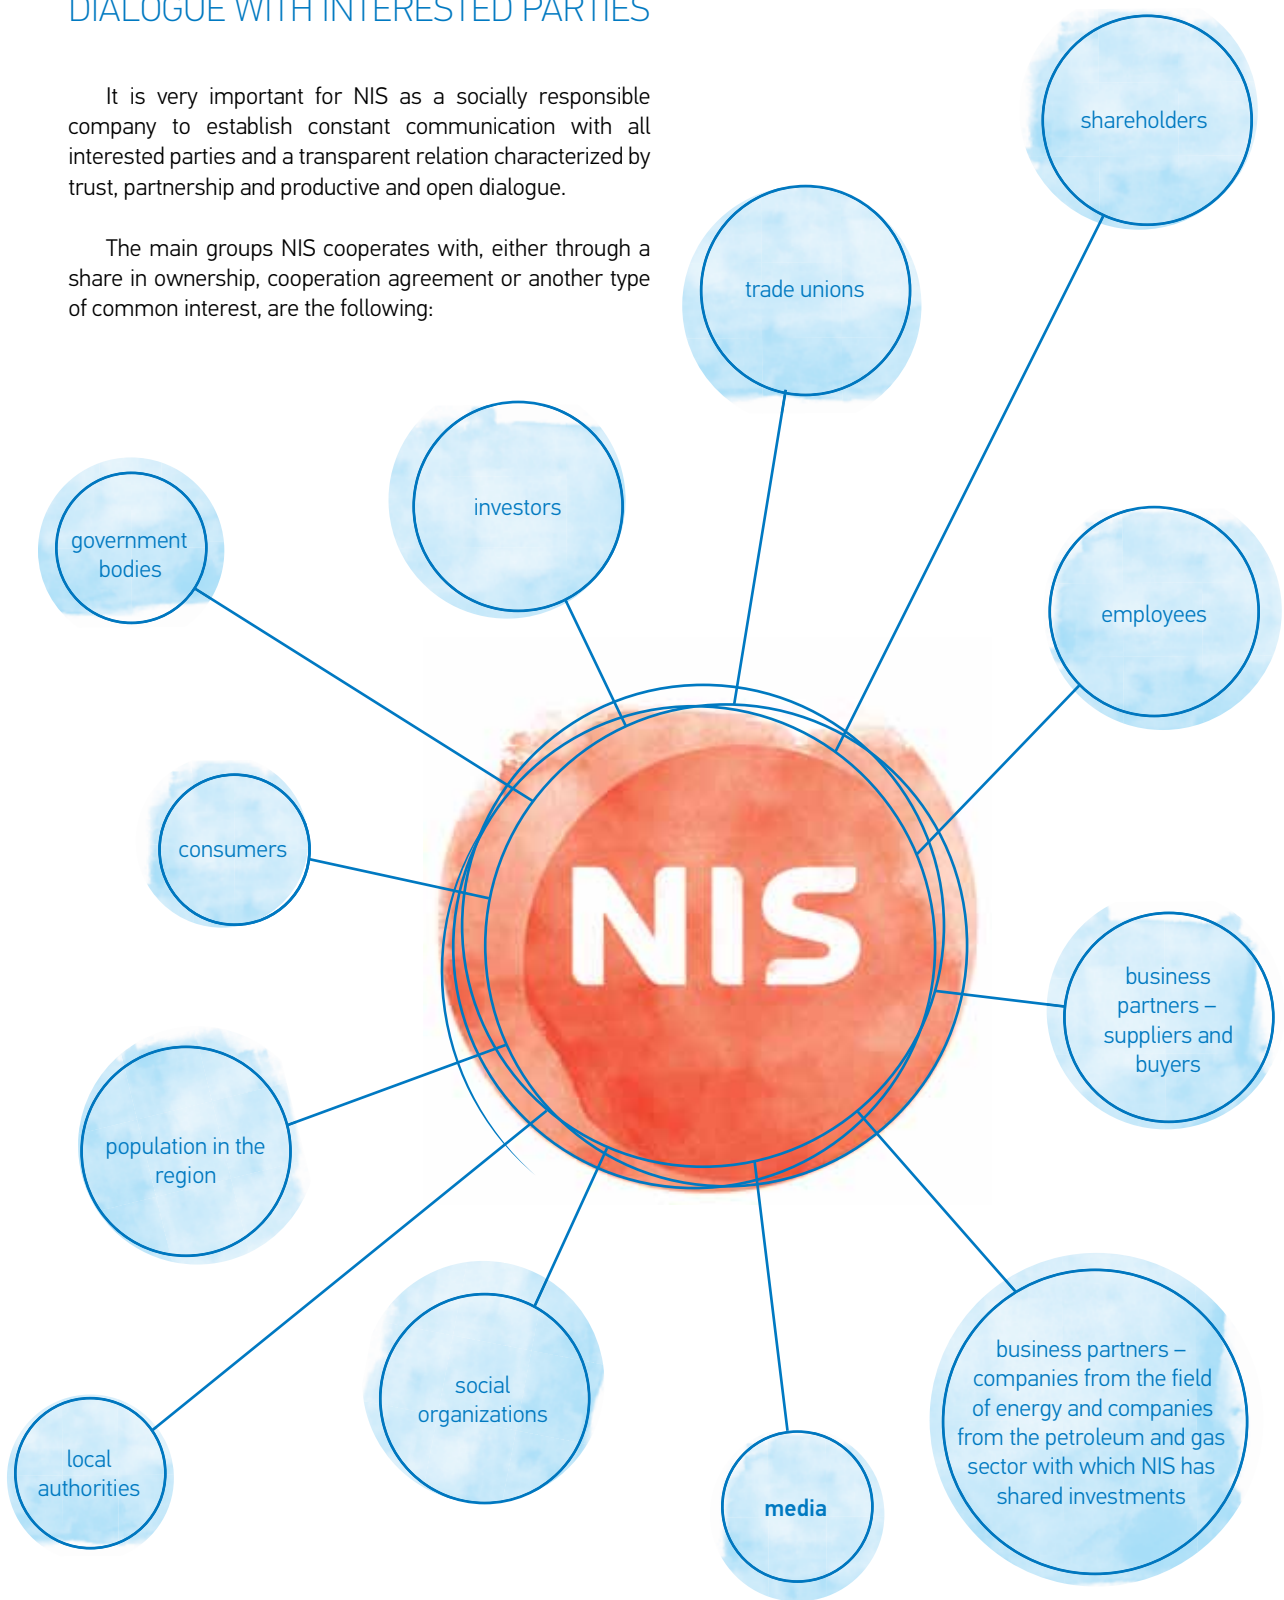 DIALOGUE WITH INTERESTED PARTIES
It is very important for NIS as a socially responsible
company to establish constant communication with all
interested parties and a transparent relation characterized by
trust, partnership and productive and open dialogue.
The main groups NIS cooperates with, either through a
share in ownership, cooperation agreement or another type
of common interest, are the following:
shareholders
trade unions
investors
government
bodies
employees
consumers
NIS
business
partners –
suppliers and
buyers
population in the
region
social
organizations
business partners –
companies from the field
of energy and companies
from the petroleum and gas
sector with which NIS has
shared investments
local
authorities
media